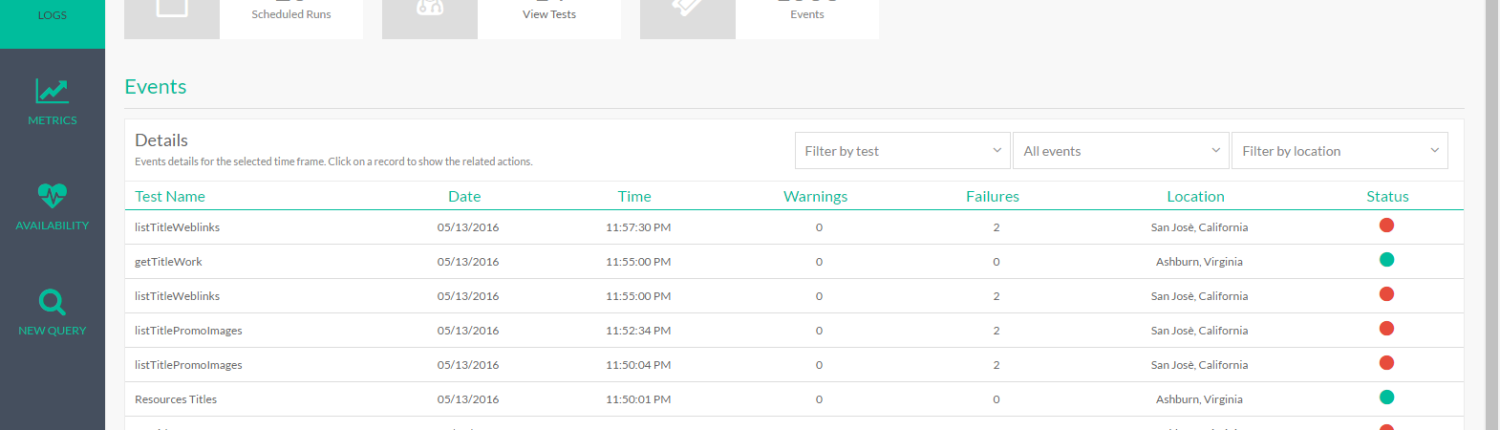 LOGS
METRICS
AVAILABILITY
NEW QUERY
Scheduled Runs
View Tests
Events
Events
Details
Events details for the selected time frame. Click on a record to show the related actions.
Filter by test
All events
Filter by location
Test Name Date Time Warnings Failures Location Status
listTitleWeblinks 05/13/2016 11:57:30 PM 0 2 San Josè, California
getTitleWork 05/13/2016 11:55:00 PM 0 0 Ashburn, Virginia
listTitleWeblinks 05/13/2016 11:55:00 PM 0 2 San Josè, California
listTitlePromoImages 05/13/2016 11:52:34 PM 0 2 San Josè, California
listTitlePromoImages 05/13/2016 11:50:04 PM 0 2 San Josè, California
Resources Titles 05/13/2016 11:50:01 PM 0 0 Ashburn, Virginia